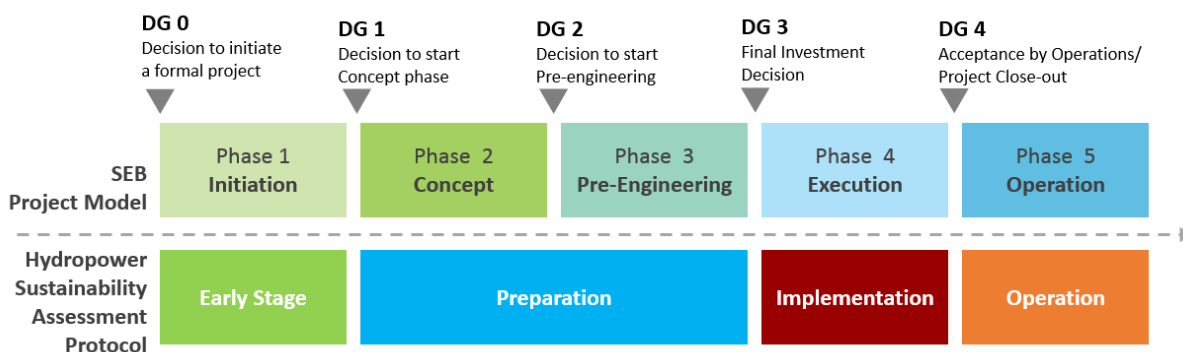 DG 0
Decision to initiate
a formal project
DG 1
Decision to start
Concept phase
DG 2
Decision to start
Pre-engineering
DG 3
Final Investment
Decision
DG 4
Acceptance by Operations/
Project Close-out
SEB
Project Model
Phase 1
Initiation
Phase 2
Concept
Phase 3
Pre-Engineering
Phase 4
Execution
Phase 5
Operation
Hydropower
Sustainability
Assessment
Protocol
Early Stage
Preparation
Implementation
Operation